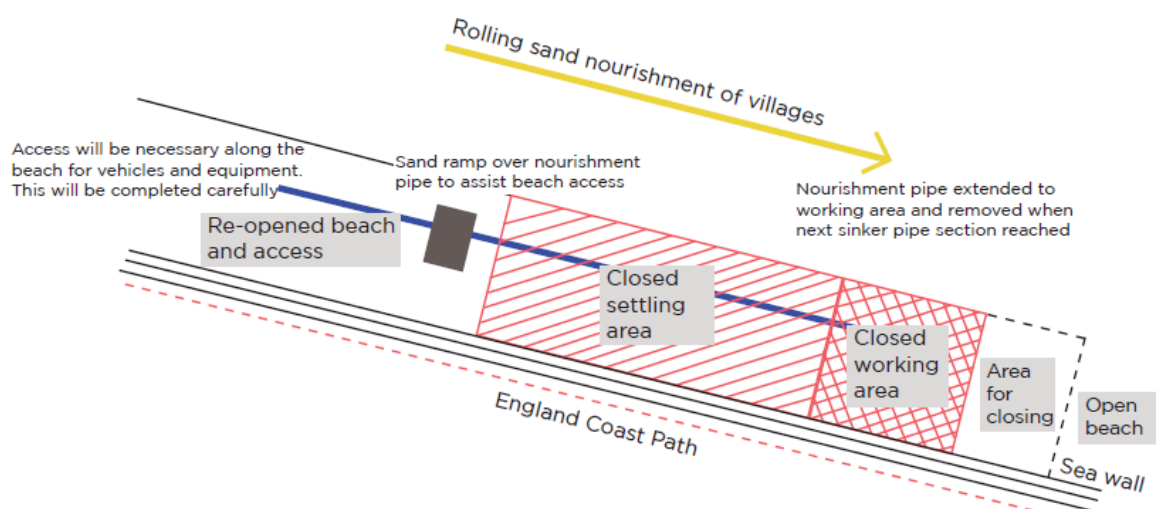 Rolling sand nourishment of villages
Access will be necessary along the
beach for vehicles and equipment.
This will be completed carefully
Sand ramp over nourishment
pipe to assist beach access
Nourishment pipe extended to
working area and removed when
next sinker pipe section reached
Re-opened beach
and access
Closed
settling
area
Closed
working
area
Area
for
closing
Open
beach
England Coast Path
Sea wall